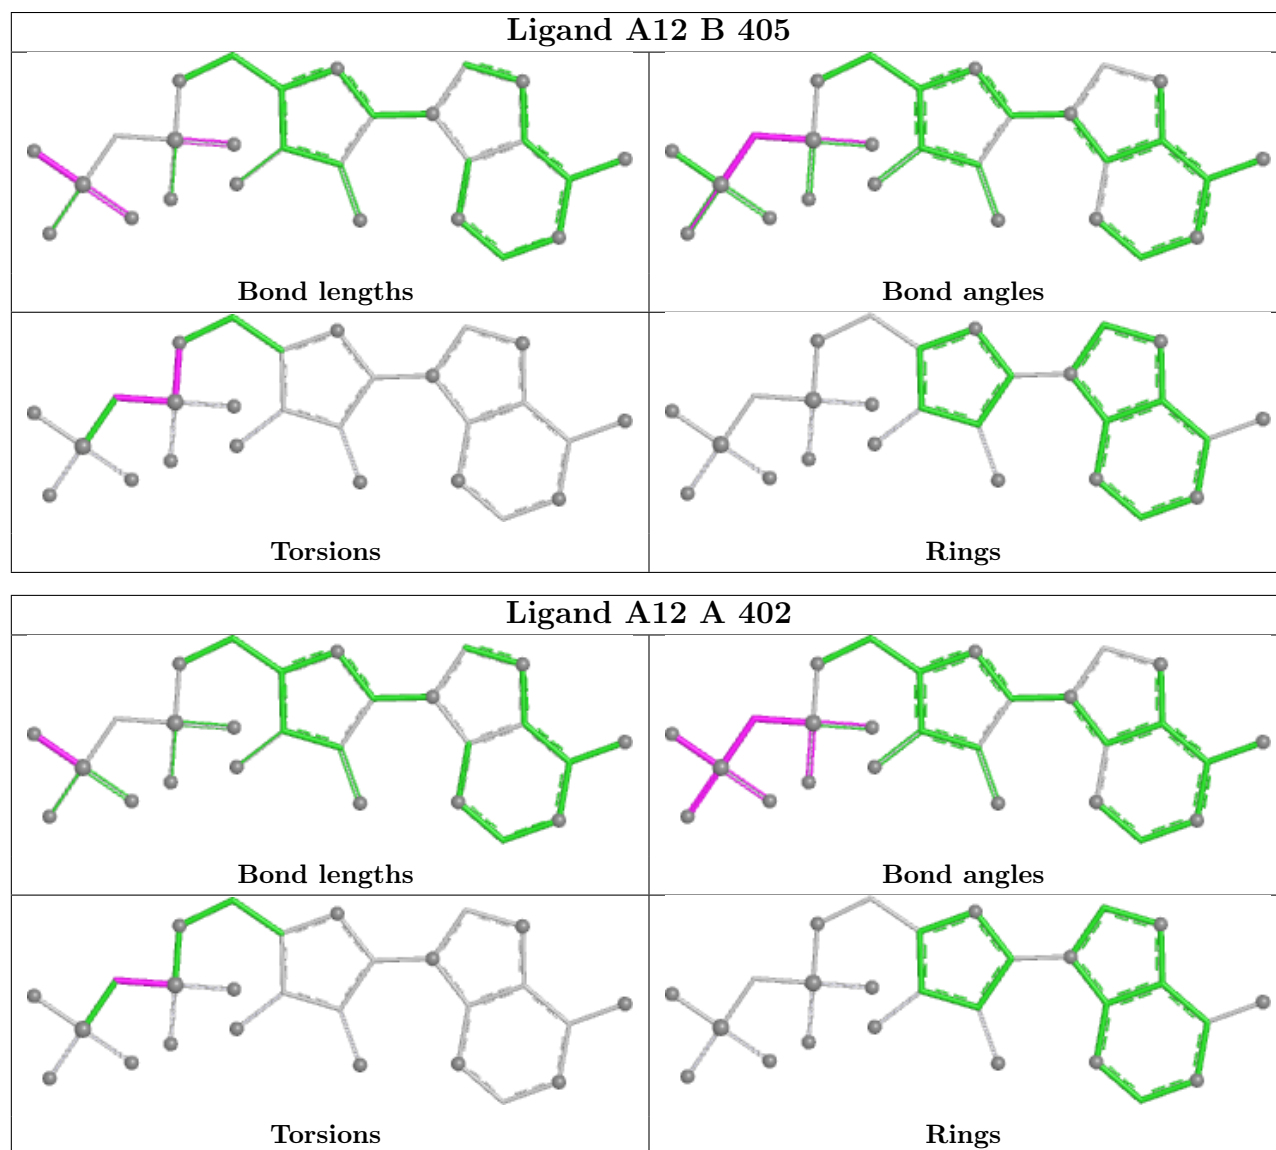 Ligand A12 B 405
Bond lengths
Bond angles
Torsions
Rings
Ligand A12 A 402
Bond lengths
Bond angles
Torsions
Rings